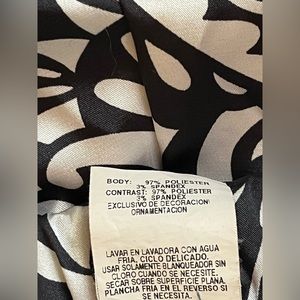 BODY: 97% POLIESTER
3% SPANDEX
CONTRAST: 97% POLIESTER
3% SPANDEX
EXCLUSIVO DE DECORACION/
ORNAMENTACION
LAVAR EN LAVADORA CON AGUA
FRIA, CICLO DELICADO.
USAR SOLAMENTE BLANQUEADOR SIN
CLORO CUANDO SE NECESITE.
SECAR SOBRE SUPERFICIE PLANA.
PLANCHA FRIA EN EL REVERSO SI
SE NECESITA.